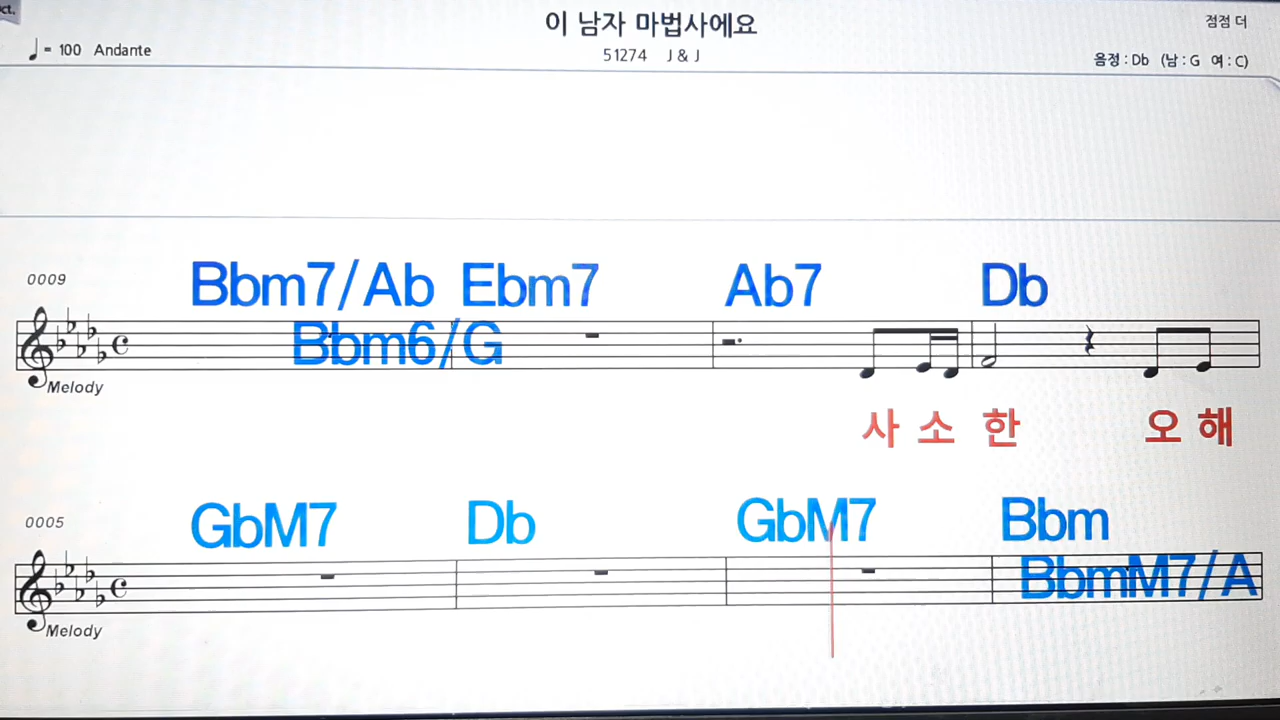 ct.
이 남자 마법사에요
점점 더
♩= 100 Andante
51274 J & J
음정 : Db (남 : G 여 : C)
0009
Bbm7/Ab Ebm7 Ab7 Db
Bbm6/G
Melody
사 소 한 오 해
0005
GbM7 Db GbM7 Bbm
BbmM7/A
Melody